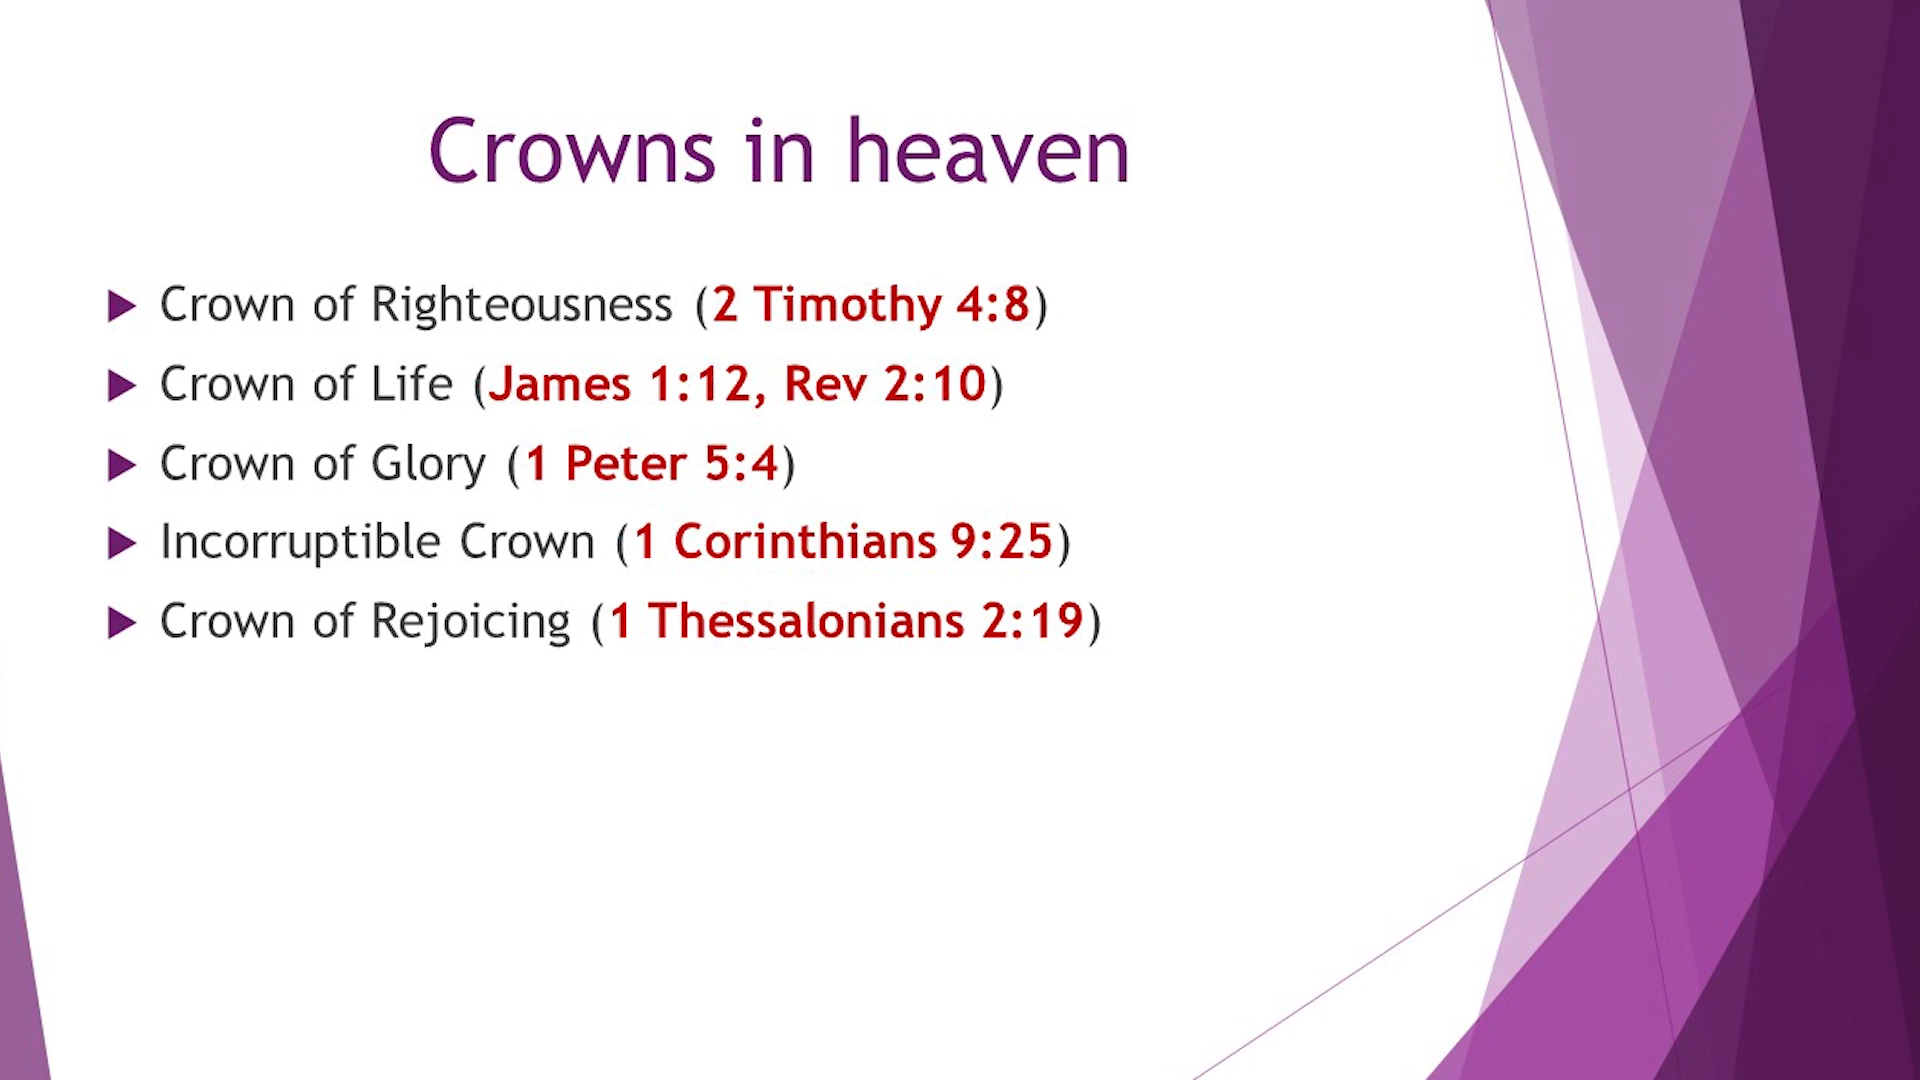 Crowns in heaven
Crown of Righteousness (2 Timothy 4:8)
Crown of Life (James 1:12, Rev 2:10)
Crown of Glory (1 Peter 5:4)
Incorruptible Crown (1 Corinthians 9:25)
Crown of Rejoicing (1 Thessalonians 2:19)